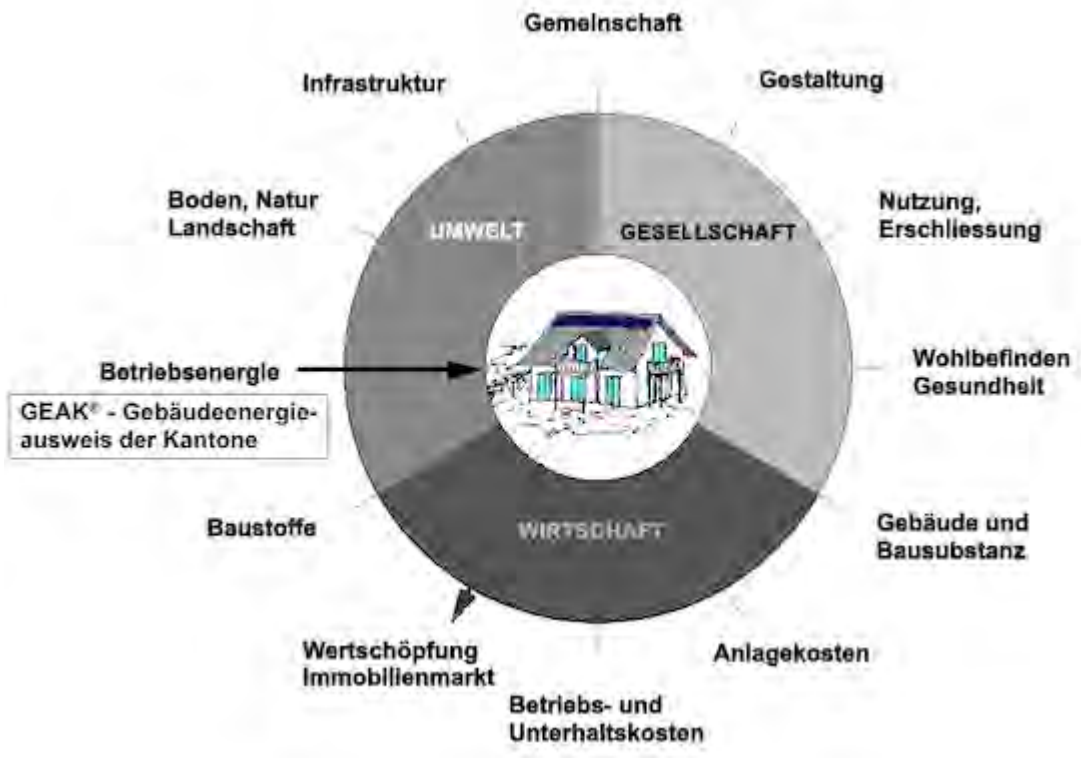 Gemeinschaft
Infrastruktur
Gestaltung
Boden, Natur
Landschaft
Nutzung,
Erschliessung
UMWELT
GESELLSCHAFT
Betriebsenergie
Wohlbefinden
Gesundheit
GEAK® - Gebäudeenergie-
ausweis der Kantone
Baustoffe
WIRTSCHAFT
Gebäude und
Bausubstanz
Wertschöpfung
Immobilienmarkt
Anlagekosten
Betriebs- und
Unterhaltskosten